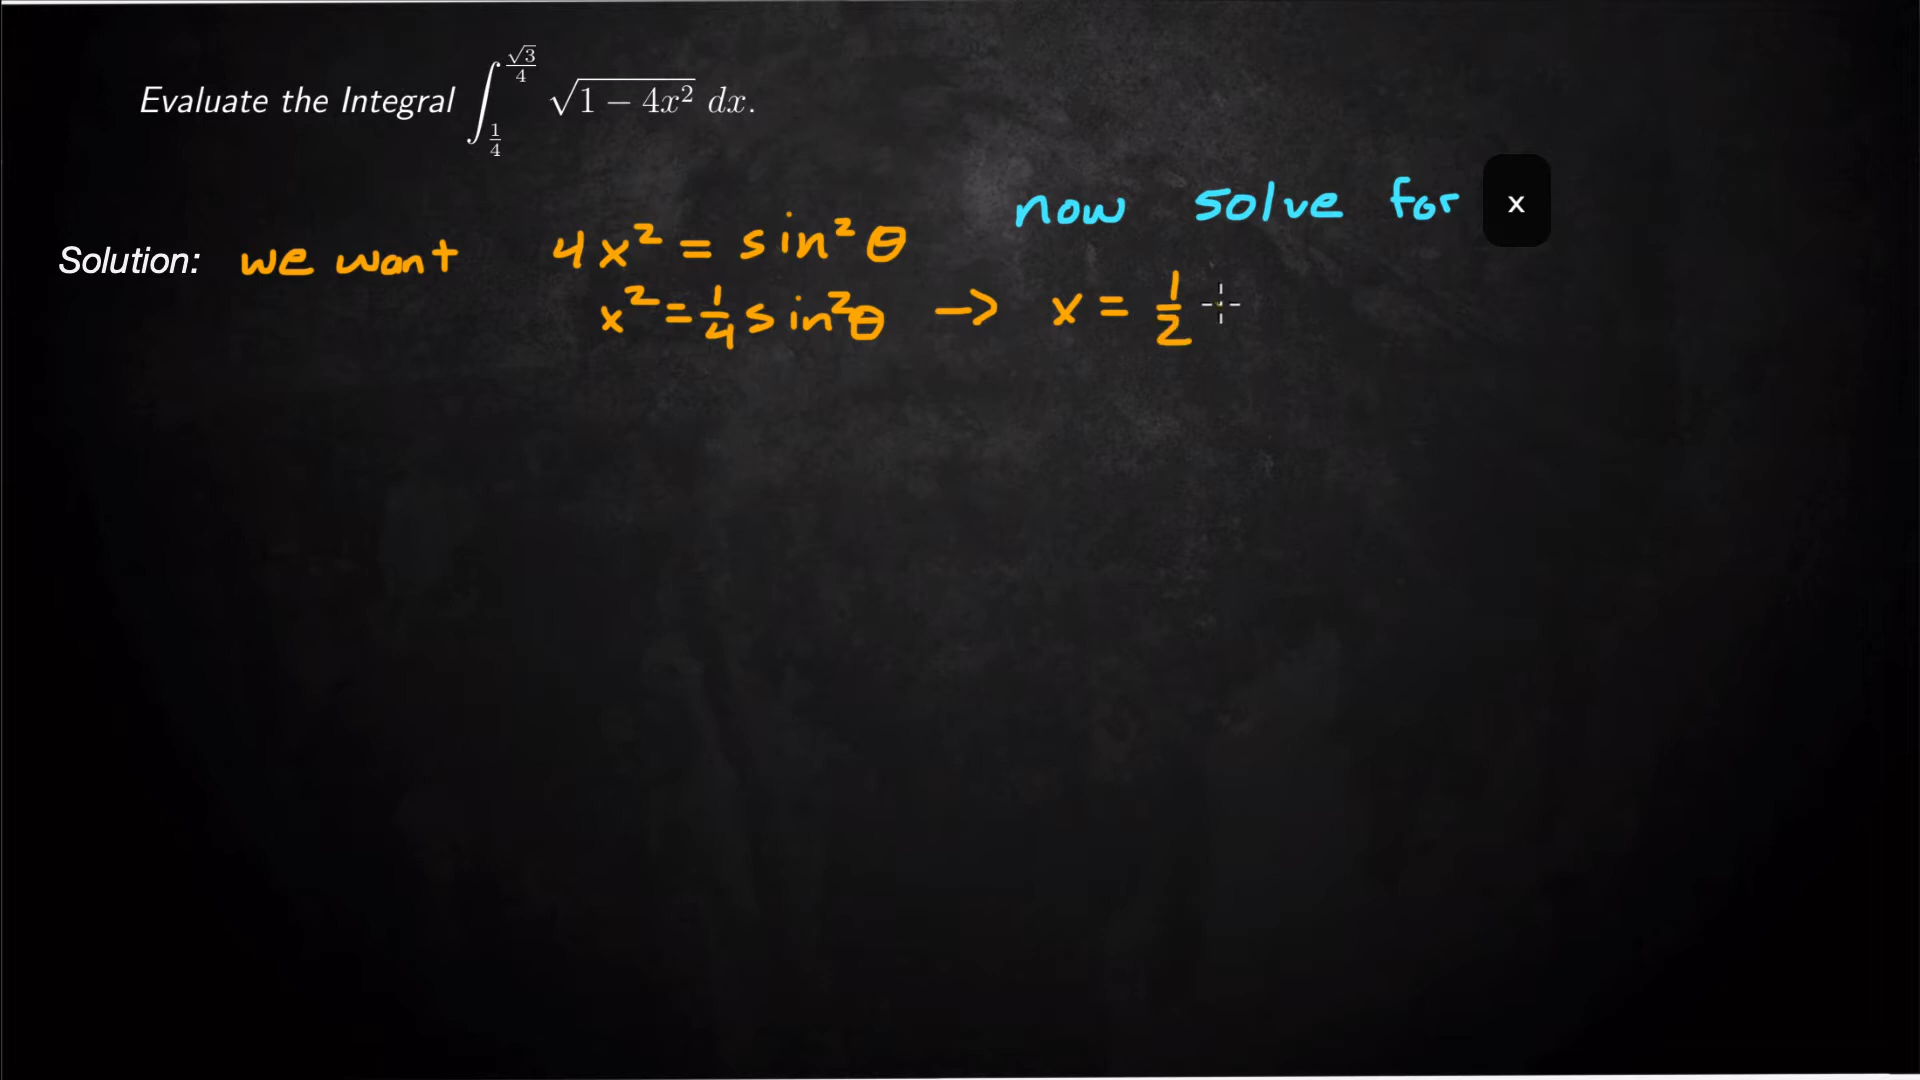 Evaluate the Integral ∫_{1/4}^{√3/4} √(1 − 4x²) dx.
now solve for x
Solution: we want 4x² = sin²θ
x² = 1/4 sin²θ → x = 1/2